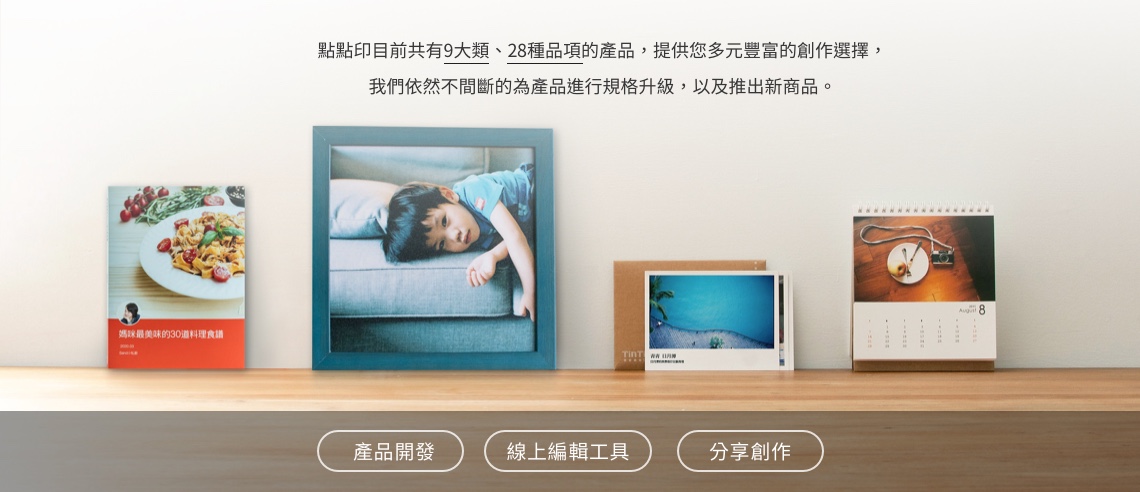 點點印目前共有9大類、28種品項的產品，提供您多元豐富的創作選擇，
我們依然不間斷的為產品進行規格升級，以及推出新商品。
媽咪最美味的30道料理食譜
August 8
產品開發
線上編輯工具
分享創作